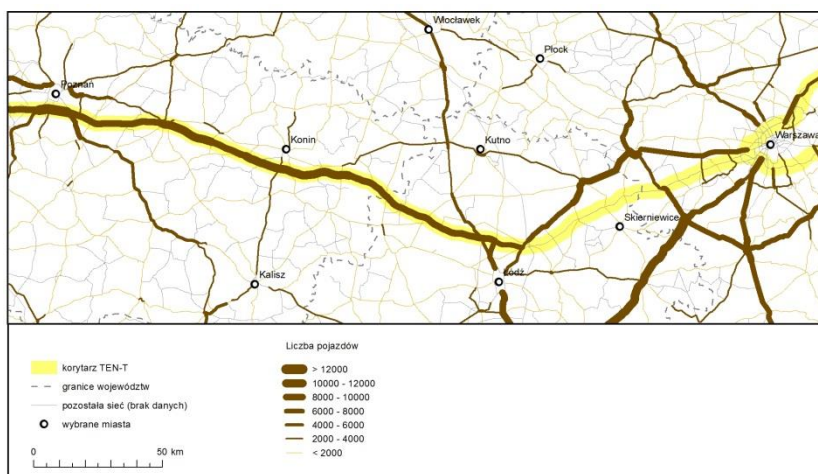 Włocławek
Płock
Poznań
Warszawa
Konin
Kutno
Skierniewice
Kalisz
Łódź
korytarz TEN-T
granice województw
pozostała sieć (brak danych)
wybrane miasta
0 50 km
Liczba pojazdów
> 12000
10000 - 12000
8000 - 10000
6000 - 8000
4000 - 6000
2000 - 4000
< 2000